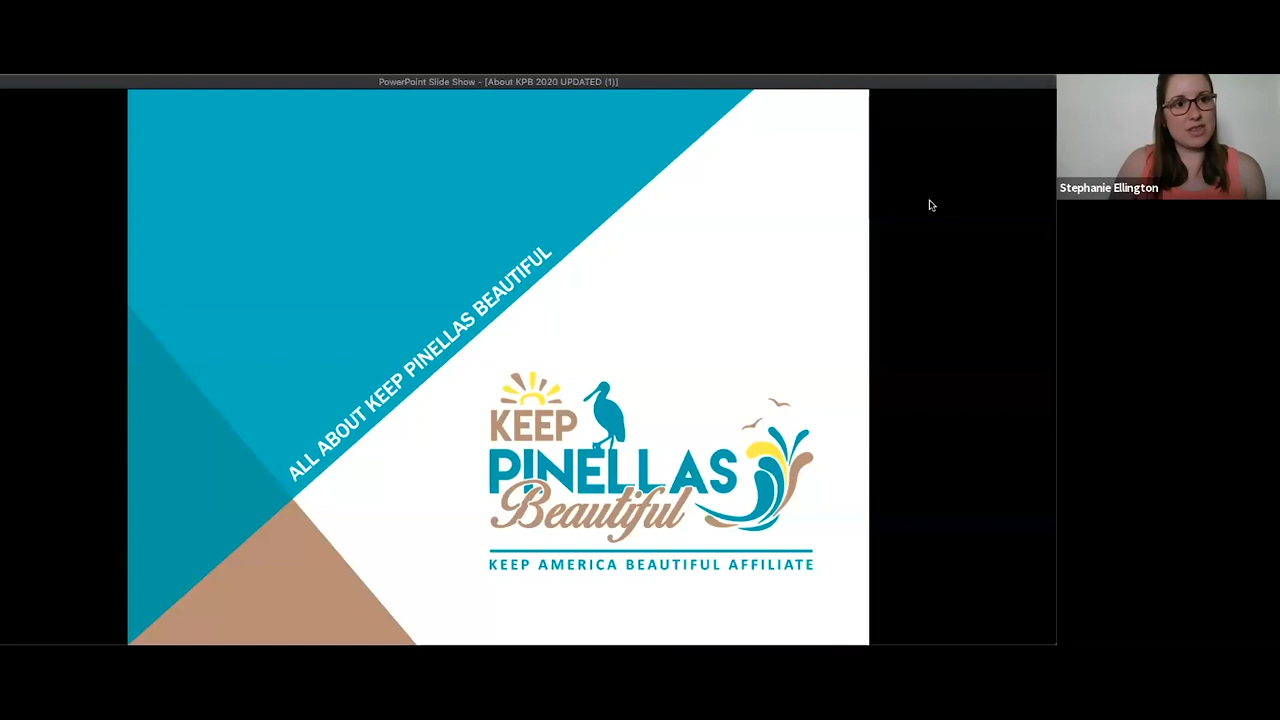 PowerPoint Slide Show - [About KPB 2020 UPDATED (1)]
Stephanie Ellington
ALL ABOUT KEEP PINELLAS BEAUTIFUL
KEEP
PINELLAS
Beautiful
KEEP AMERICA BEAUTIFUL AFFILIATE